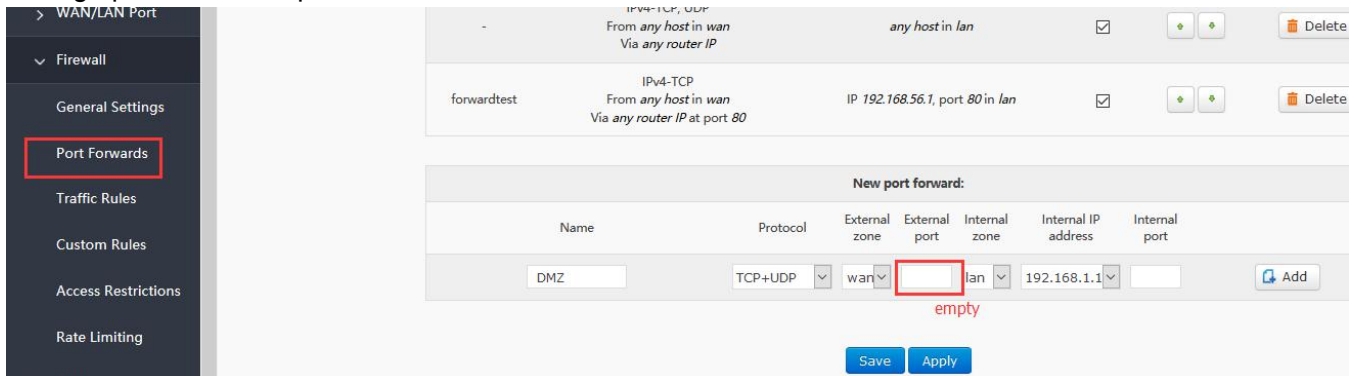 WAN/LAN Port
Firewall
General Settings
Port Forwards
Traffic Rules
Custom Rules
Access Restrictions
Rate Limiting
-
IPv4-TCP, UDP
From any host in wan
Via any router IP
any host in lan
Delete
forwardtest
IPv4-TCP
From any host in wan
Via any router IP at port 80
IP 192.168.56.1, port 80 in lan
Delete
New port forward:
Name
Protocol
External
zone
External
port
Internal
zone
Internal IP
address
Internal
port
DMZ
TCP+UDP
wan
lan
192.168.1.1
Add
empty
Save
Apply